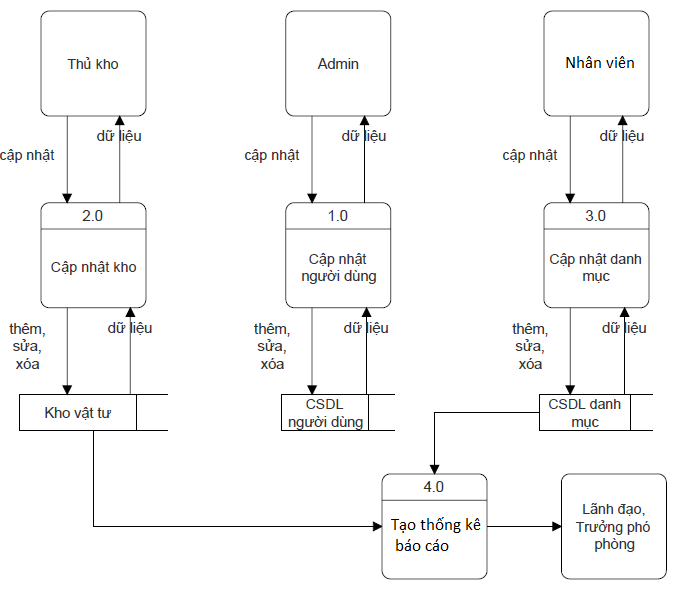 Thủ kho
Admin
Nhân viên
dữ liệu
dữ liệu
dữ liệu
cập nhật
cập nhật
cập nhật
2.0
1.0
3.0
Cập nhật kho
Cập nhật
người dùng
Cập nhật danh
mục
thêm,
sửa,
xóa
dữ liệu
thêm,
sửa,
xóa
dữ liệu
thêm,
sửa,
xóa
dữ liệu
Kho vật tư
CSDL
người dùng
CSDL danh
mục
4.0
Tạo thống kê
báo cáo
Lãnh đạo,
Trưởng phó
phòng